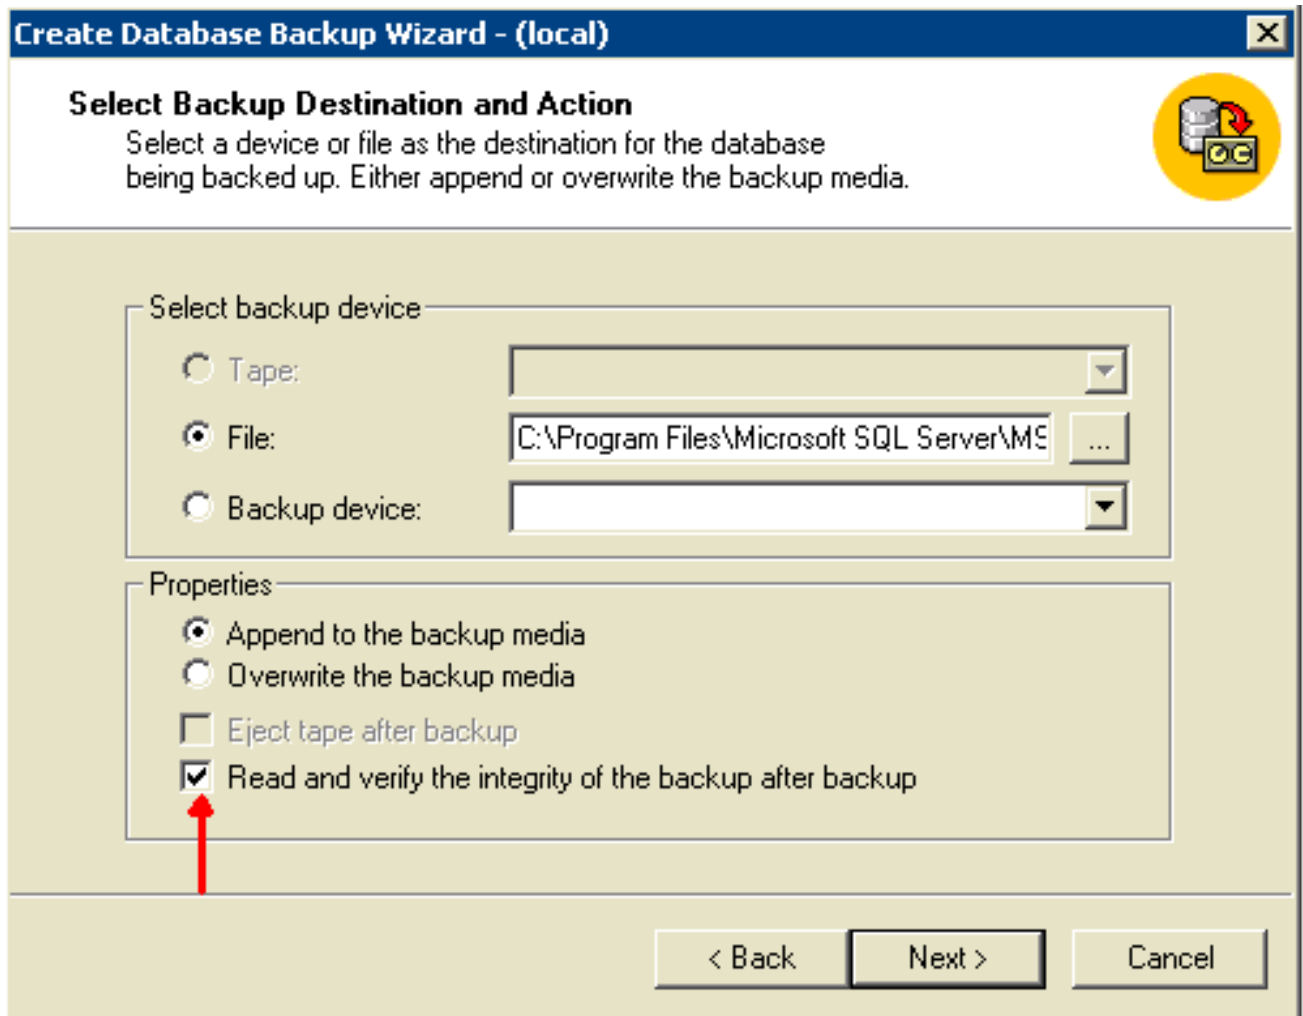 Create Database Backup Wizard - (local)
Select Backup Destination and Action
Select a device or file as the destination for the database
being backed up. Either append or overwrite the backup media.
Select backup device
Tape:
File:
C:\Program Files\Microsoft SQL Server\MS
...
Backup device:
Properties
Append to the backup media
Overwrite the backup media
Eject tape after backup
Read and verify the integrity of the backup after backup
< Back
Next >
Cancel